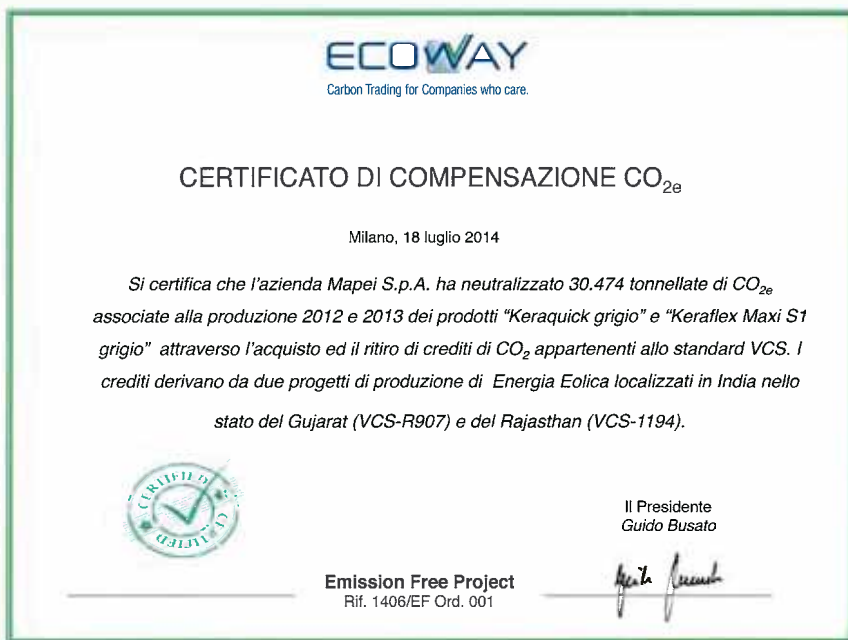 ECOWAY
Carbon Trading for Companies who care.
CERTIFICATO DI COMPENSAZIONE CO2e
Milano, 18 luglio 2014
Si certifica che l'azienda Mapei S.p.A. ha neutralizzato 30.474 tonnellate di CO2e
associate alla produzione 2012 e 2013 dei prodotti “Keraquick grigio” e “Keraflex Maxi S1
grigio” attraverso l'acquisto ed il ritiro di crediti di CO2 appartenenti allo standard VCS. I
crediti derivano da due progetti di produzione di Energia Eolica localizzati in India nello
stato del Gujarat (VCS-R907) e del Rajasthan (VCS-1194).
CERTIFIED
CERTIFIED
Il Presidente
Guido Busato
Emission Free Project
Rif. 1406/EF Ord. 001